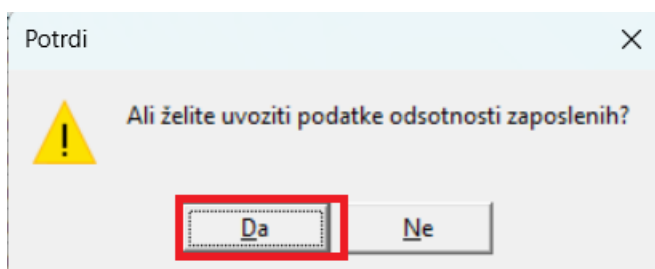 Potrdi
Ali želite uvoziti podatke odsotnosti zaposlenih?
Da
Ne